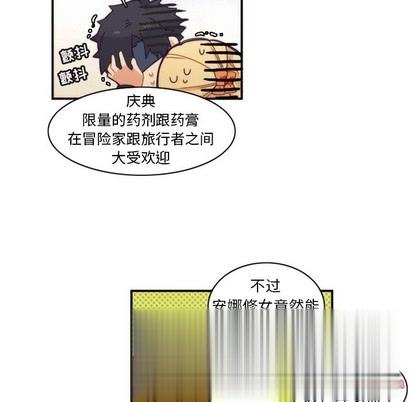 颤抖
颤抖
庆典
限量的药剂跟药膏
在冒险家跟旅行者之间
大受欢迎
不过
安娜修女竟然能